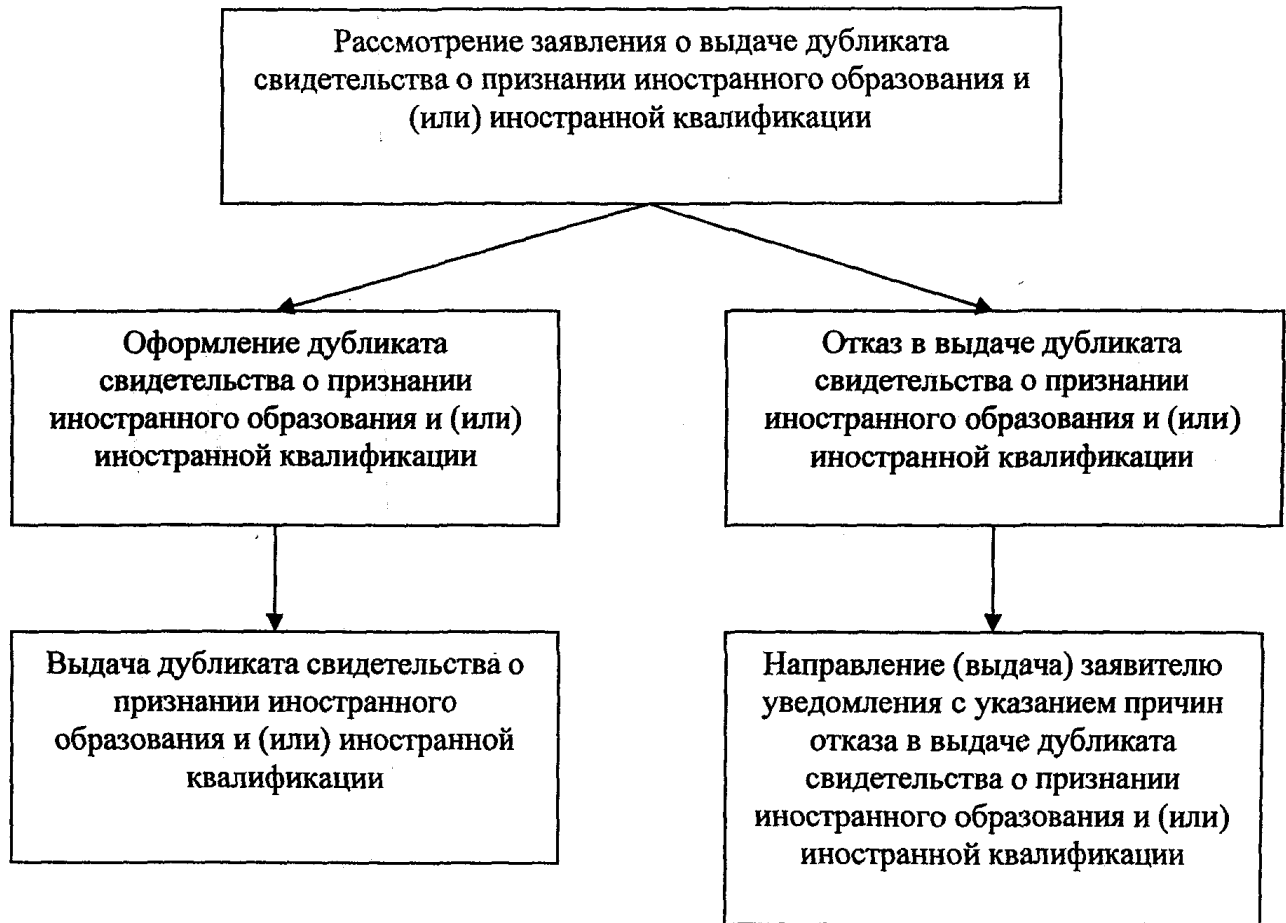 Рассмотрение заявления о выдаче дубликата
свидетельства о признании иностранного образования и
(или) иностранной квалификации
Оформление дубликата
свидетельства о признании
иностранного образования и (или)
иностранной квалификации
Отказ в выдаче дубликата
свидетельства о признании
иностранного образования и (или)
иностранной квалификации
Выдача дубликата свидетельства о
признании иностранного
образования и (или) иностранной
квалификации
Направление (выдача) заявителю
уведомления с указанием причин
отказа в выдаче дубликата
свидетельства о признании
иностранного образования и (или)
иностранной квалификации